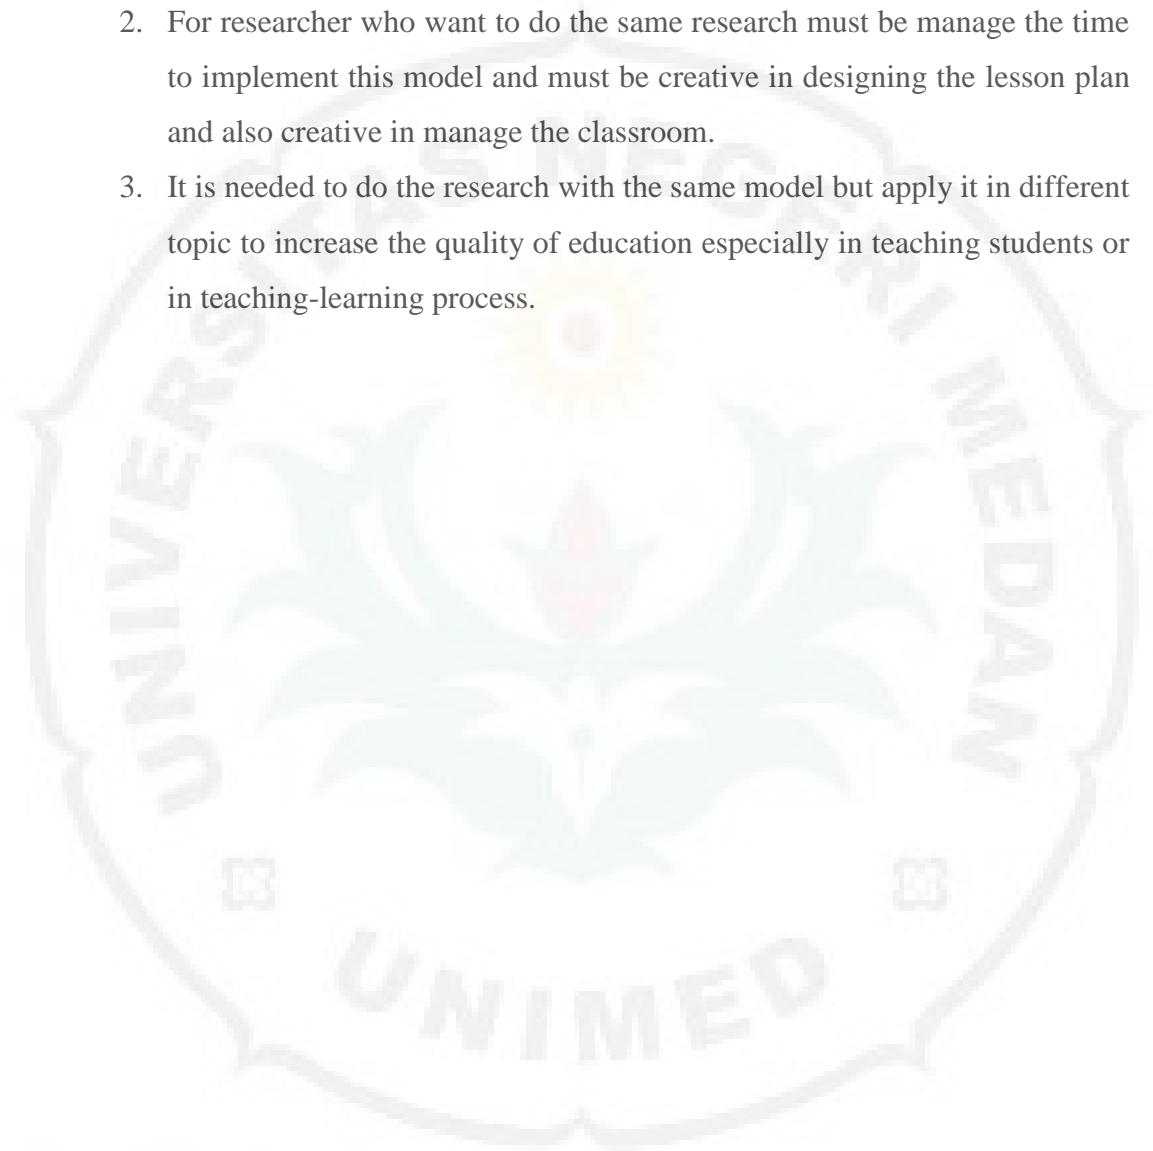 2. For researcher who want to do the same research must be manage the time
to implement this model and must be creative in designing the lesson plan
and also creative in manage the classroom.
3. It is needed to do the research with the same model but apply it in different
topic to increase the quality of education especially in teaching students or
in teaching-learning process.
UNIVERSITAS NEGERI MEDAN
UNIMED